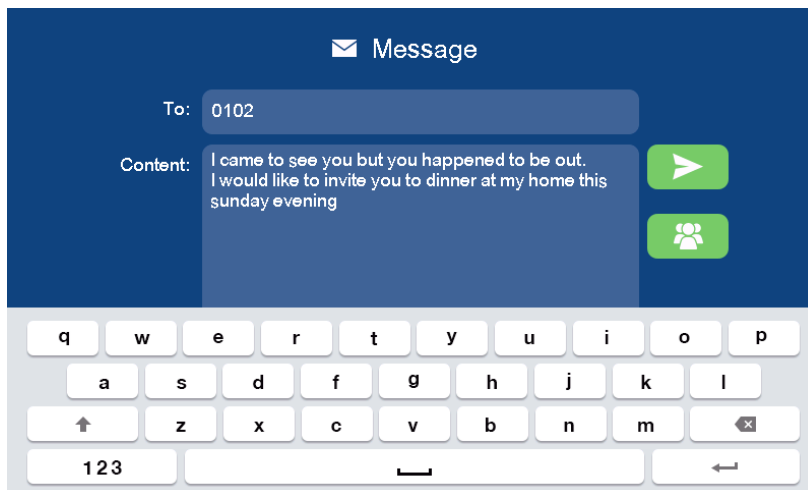 Message
To: 0102
Content: I came to see you but you happened to be out.
I would like to invite you to dinner at my home this
sunday evening
q w e r t y u i o p
a s d f g h j k l
z x c v b n m
123